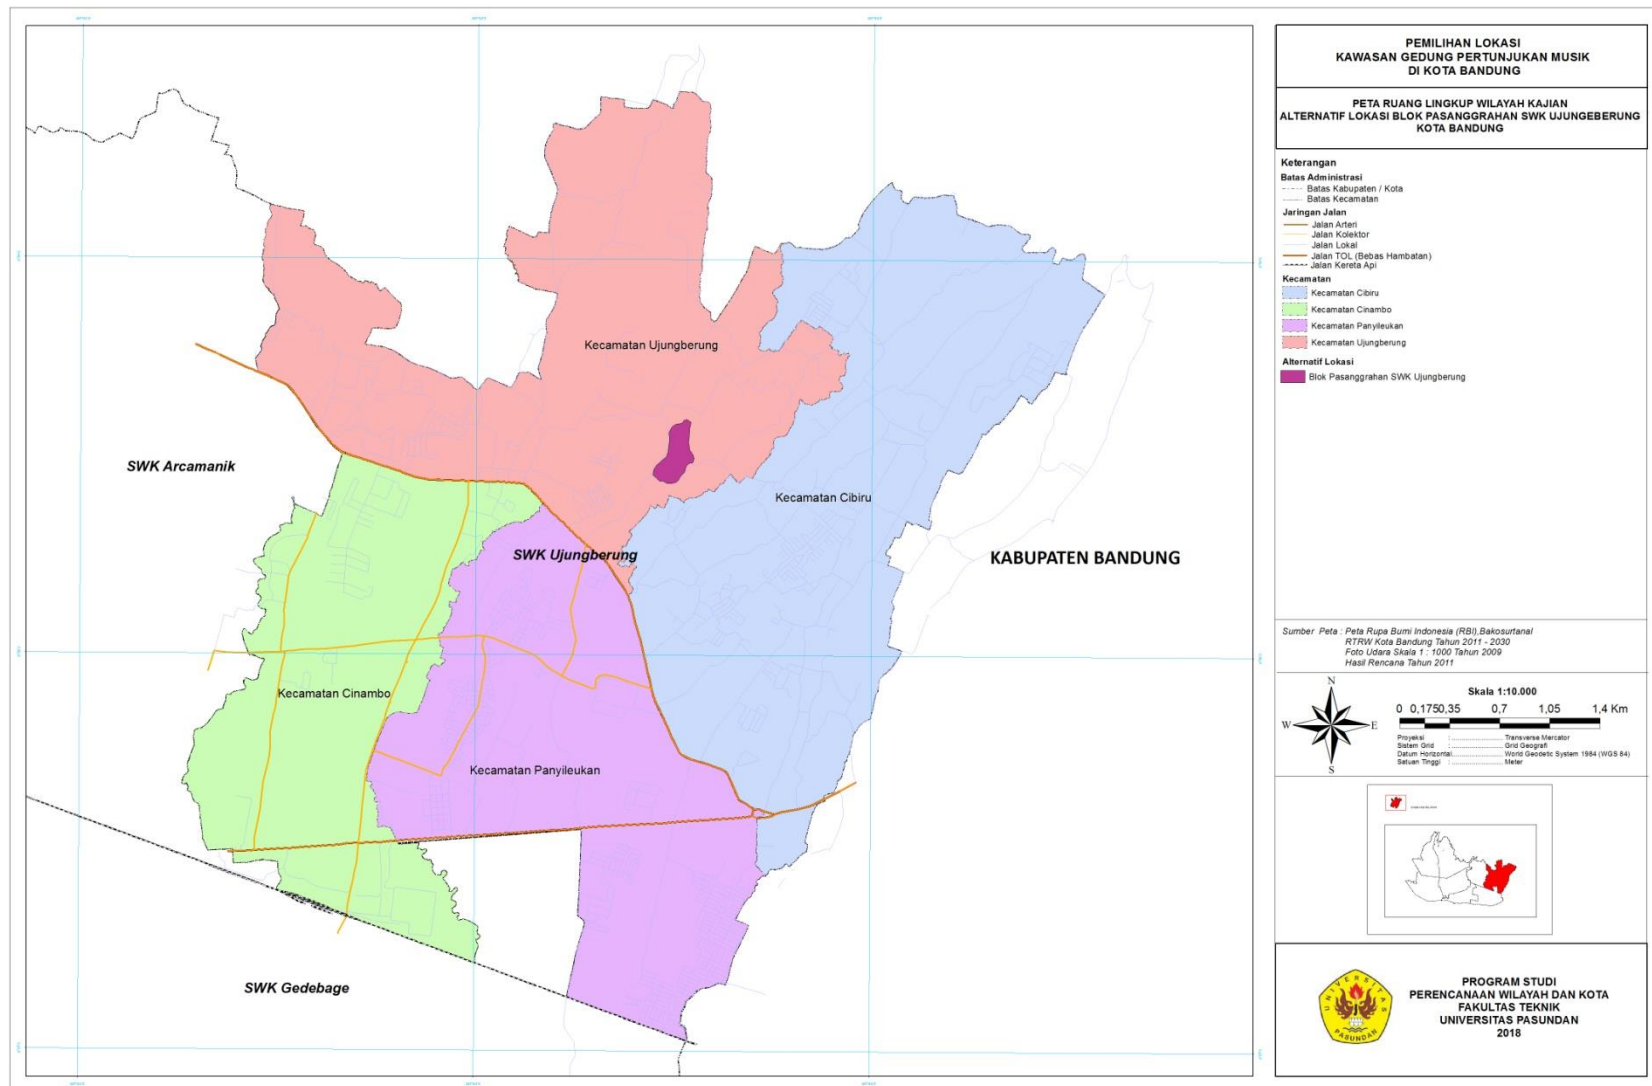 PEMILIHAN LOKASI
KAWASAN GEDUNG PERTUNJUKAN MUSIK
DI KOTA BANDUNG
PETA RUANG LINGKUP WILAYAH KAJIAN
ALTERNATIF LOKASI BLOK PASANGGRAHAN SWK UJUNGEBERUNG
KOTA BANDUNG
Keterangan
Batas Administrasi
Batas Kabupaten / Kota
Batas Kecamatan
Jaringan Jalan
Jalan Arteri
Jalan Kolektor
Jalan Lokal
Jalan TOL (Bebas Hambatan)
Jalan Kereta Api
Kecamatan
Kecamatan Cibiru
Kecamatan Cinambo
Kecamatan Panyileukan
Kecamatan Ujungberung
Alternatif Lokasi
Blok Pasanggrahan SWK Ujungberung
Kecamatan Ujungberung
SWK Arcamanik
Kecamatan Cibiru
SWK Ujungberung
KABUPATEN BANDUNG
Kecamatan Cinambo
Kecamatan Panyileukan
SWK Gedebage
Sumber Peta : Peta Rupa Bumi Indonesia (RBI),Bakosurtanal
RTRW Kota Bandung Tahun 2011 - 2030
Foto Udara Skala 1 : 1000 Tahun 2009
Hasil Rencana Tahun 2011
N
W E
S
Skala 1:10.000
0 0,1750,35 0,7 1,05 1,4 Km
Proyeksi : Transverse Mercator
Sistem Grid : Grid Geografi
Datum Horizontal World Geodetic System 1984 (WGS 84)
Satuan Tinggi : Meter
UNIVERSITAS
PASUNDAN
PROGRAM STUDI
PERENCANAAN WILAYAH DAN KOTA
FAKULTAS TEKNIK
UNIVERSITAS PASUNDAN
2018